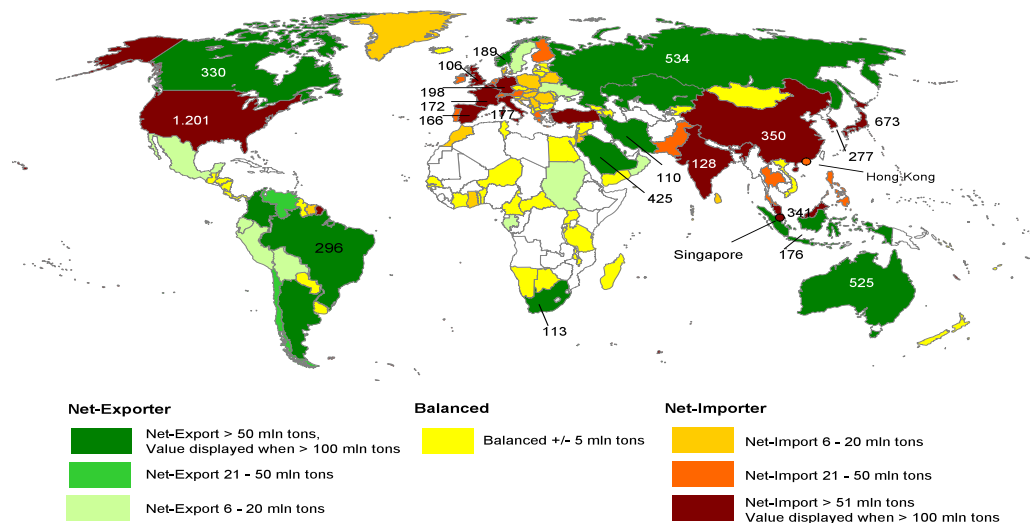 189
534
330
106
198
1.201
172
177
166
350
673
128
277
110
Hong-Kong
425
341
296
Singapore
176
525
113
Net-Exporter
Balanced
Net-Importer
Net-Export > 50 mln tons,
Value displayed when > 100 mln tons
Balanced +/- 5 mln tons
Net-Import 6 - 20 mln tons
Net-Export 21 - 50 mln tons
Net-Import 21 - 50 mln tons
Net-Export 6 - 20 mln tons
Net-Import > 51 mln tons
Value displayed when > 100 mln tons